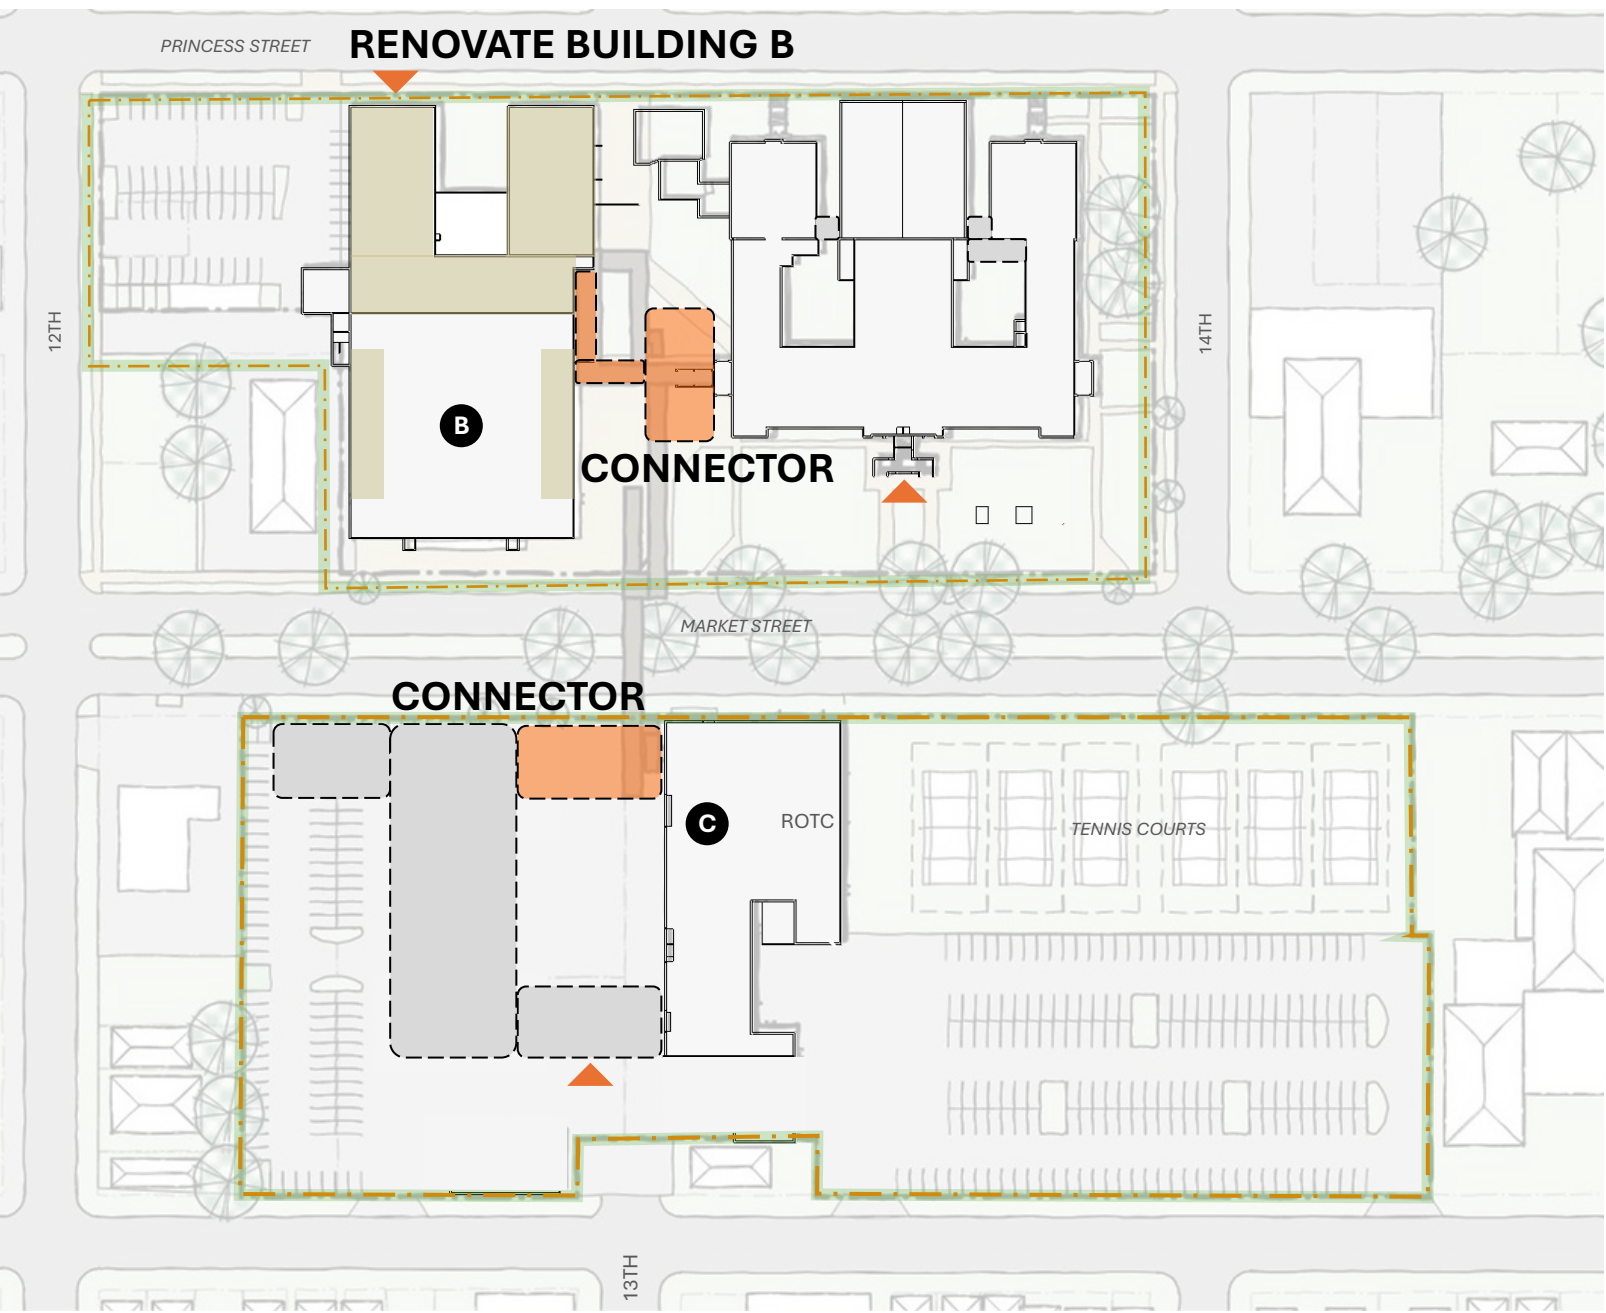 PRINCESS STREET
RENOVATE BUILDING B
12TH
14TH
B
CONNECTOR
MARKET STREET
CONNECTOR
C
ROTC
TENNIS COURTS
13TH